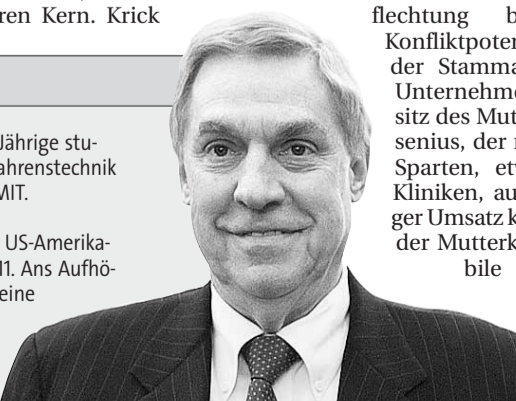 ren Kern. Krick
Jährige stu-
ahrenstechnik
MIT.
US-Amerika-
11. Ans Aufhö-
eine
flechtung b
Konfliktpoten
der Stamma
Unternehme
sitz des Mut
senius, der
Sparten, etw
Kliniken, au
ger Umsatz k
der Mutterk
bile